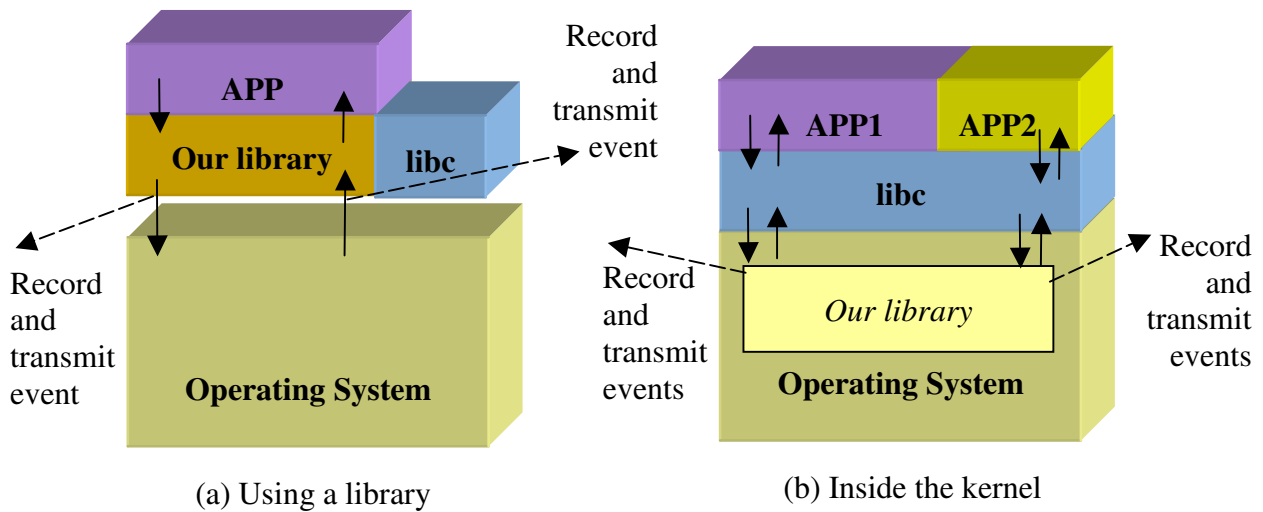 APP
Our library
libc
Operating System
Record
and
transmit
event
Record
and
transmit
event
(a) Using a library
APP1
APP2
libc
Our library
Operating System
Record
and
transmit
events
Record
and
transmit
events
(b) Inside the kernel